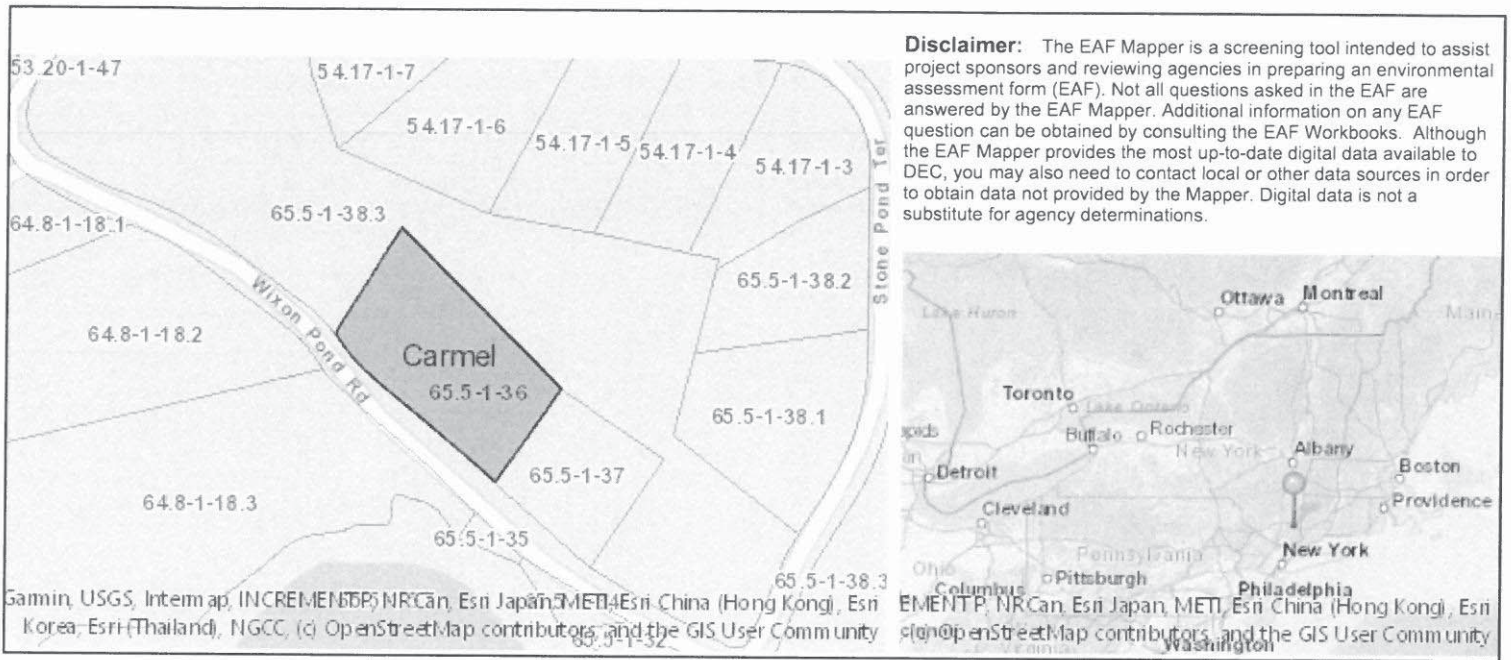 53.20-1-47
54.17-1-7
54.17-1-6
54.17-1-5
54.17-1-4
54.17-1-3
65.5-1-38.3
64.8-1-18.1
Stone Pond Ter
65.5-1-38.2
Wixon Pond Rd
64.8-1-18.2
Carmel
65.5-1-36
65.5-1-38.1
65.5-1-37
64.8-1-18.3
65.5-1-35
65.5-1-38.3
Garmin, USGS, Intermap, INCREMENT P, NRCan, Esri Japan, METI, Esri China (Hong Kong), Esri
Korea, Esri (Thailand), NGCC, (c) OpenStreetMap contributors, and the GIS User Community
65.5-1-32
Disclaimer: The EAF Mapper is a screening tool intended to assist
project sponsors and reviewing agencies in preparing an environmental
assessment form (EAF). Not all questions asked in the EAF are
answered by the EAF Mapper. Additional information on any EAF
question can be obtained by consulting the EAF Workbooks. Although
the EAF Mapper provides the most up-to-date digital data available to
DEC, you may also need to contact local or other data sources in order
to obtain data not provided by the Mapper. Digital data is not a
substitute for agency determinations.
Ottawa
Montreal
Lake Huron
Toronto
Lake Ontario
Buffalo
Rochester
New York
Albany
Boston
Detroit
Providence
Cleveland
Pennsylvania
New York
Ohio
Pittsburgh
Columbus
Philadelphia
EMENT P, NRCan, Esri Japan, METI, Esri China (Hong Kong), Esri
OpenStreetMap contributors, and the GIS User Community
Washington